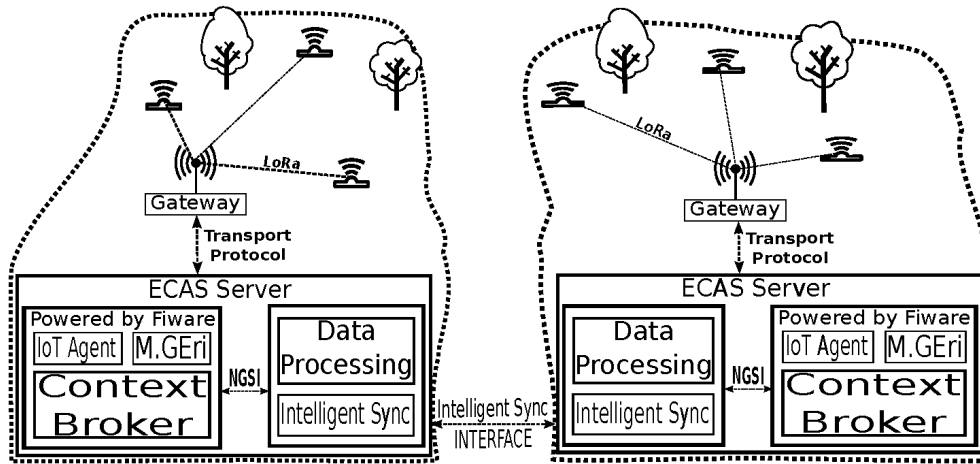 LoRa
Gateway
Transport
Protocol
ECAS Server
Powered by Fiware
IoT Agent
M.GEri
Context
Broker
NGSI
Data
Processing
Intelligent Sync
Intelligent Sync
INTERFACE
LoRa
Gateway
Transport
Protocol
ECAS Server
Data
Processing
Intelligent Sync
NGSI
Powered by Fiware
IoT Agent
M.GEri
Context
Broker